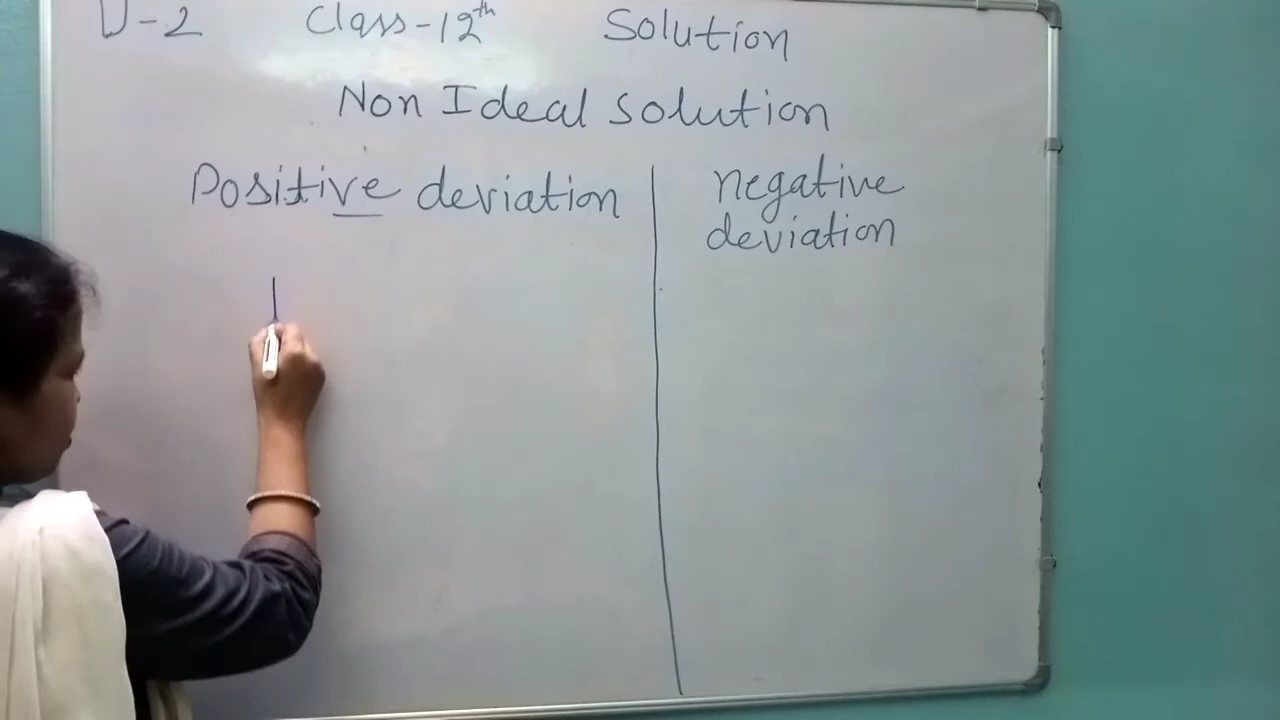 U-2 Class-12th Solution
Non Ideal solution
Positive deviation
negative
deviation